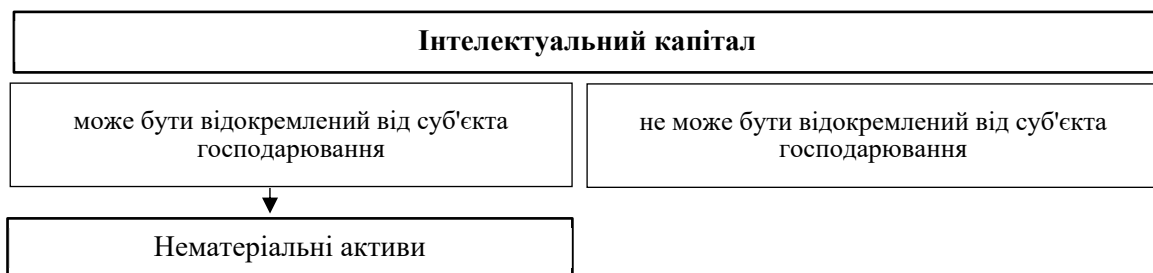 Інтелектуальний капітал
може бути відокремлений від суб'єкта
господарювання
не може бути відокремлений від суб'єкта
господарювання
Нематеріальні активи